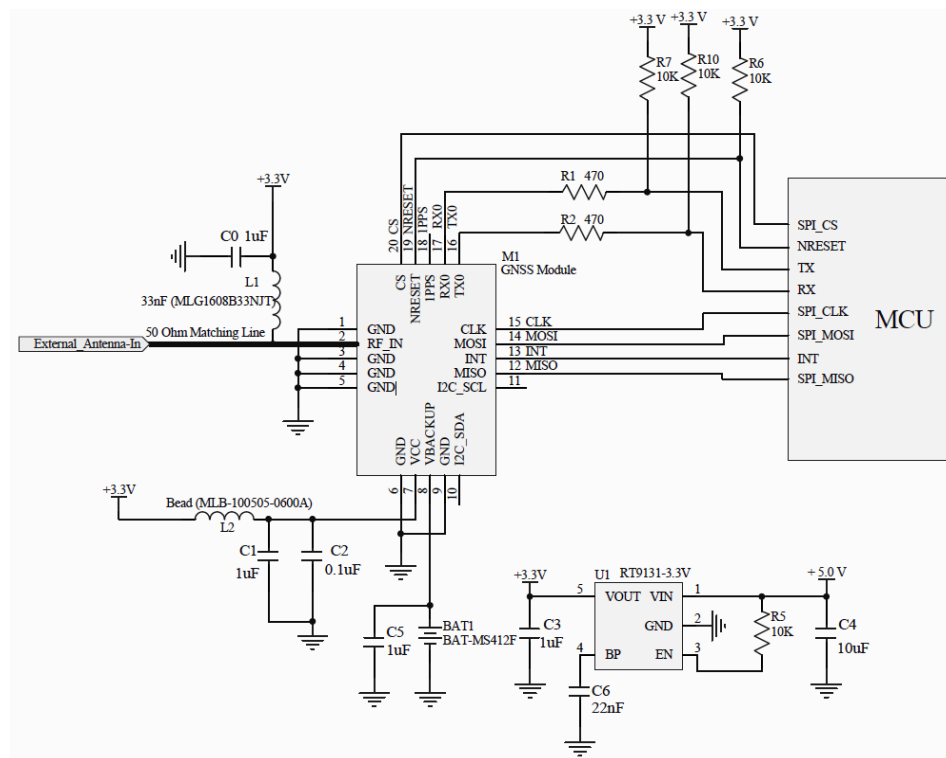 +3.3 V
+3.3 V
+3.3 V
R7
10K
R10
10K
R6
10K
+3.3V
C0 1uF
L1
33nF (MLG1608B33NJT)
50 Ohm Matching Line
External_Antenna-In
20 CS
19 NRESET
18 1PPS
17 RX0
16 TX0
R1 470
R2 470
M1
GNSS Module
CS
NRESET
1PPS
RX0
TX0
1 GND
2 RF_IN
3 GND
4 GND
5 GND
CLK 15 CLK
MOSI 14 MOSI
INT 13 INT
MISO 12 MISO
I2C_SCL 11
GND
VCC
VBACKUP
GND
I2C_SDA
6
7
8
9
10
SPI_CS
NRESET
TX
RX
SPI_CLK
SPI_MOSI
INT
SPI_MISO
MCU
+3.3V
Bead (MLB-100505-0600A)
L2
C1
1uF
C2
0.1uF
C5
1uF
BAT1
BAT-MS412F
+3.3V
U1 RT9131-3.3V
+ 5.0 V
5 VOUT VIN 1
GND 2
4 BP EN 3
C3
1uF
R5
10K
C4
10uF
C6
22nF